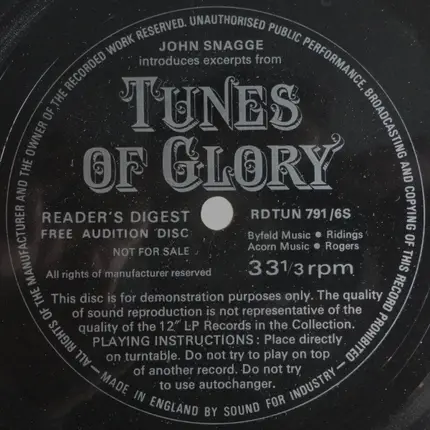 ALL RIGHTS OF THE MANUFACTURER AND THE OWNER OF THE RECORDED WORK RESERVED. UNAUTHORISED PUBLIC PERFORMANCE, BROADCASTING AND COPYING OF THIS RECORD PROHIBITED — MADE IN ENGLAND BY SOUND FOR INDUSTRY —
JOHN SNAGGE
introduces excerpts from
TUNES
OF GLORY
READER'S DIGEST
FREE AUDITION DISC
NOT FOR SALE
All rights of manufacturer reserved
RDTUN 791/6S
Byfeld Music ● Ridings
Acorn Music ● Rogers
33 1/3 rpm
This disc is for demonstration purposes only. The quality
of sound reproduction is not representative of the
quality of the 12″ LP Records in the Collection.
PLAYING INSTRUCTIONS: Place directly
on turntable. Do not try to play on top
of another record. Do not try
to use autochanger.